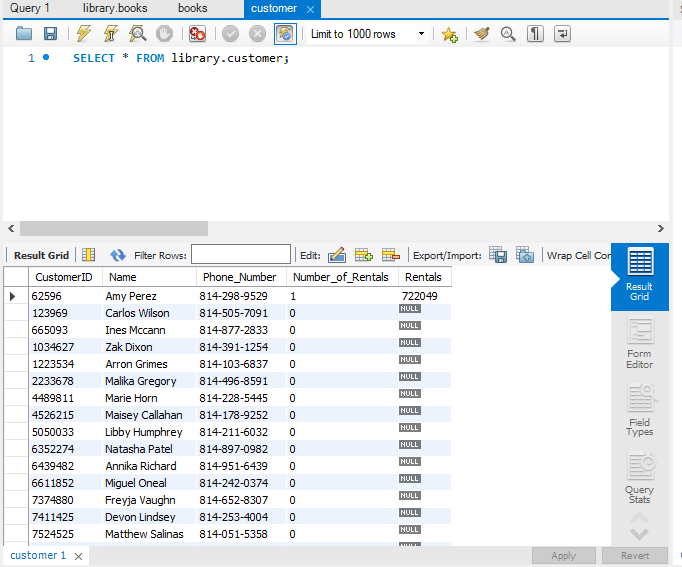 Query 1 library.books books customer
Limit to 1000 rows
1 SELECT * FROM library.customer;
Result Grid Filter Rows: Edit: Export/Import: Wrap Cell Con
CustomerID Name Phone_Number Number_of_Rentals Rentals
62596 Amy Perez 814-298-9529 1 722049
123969 Carlos Wilson 814-505-7091 0 NULL
665093 Ines Mccann 814-877-2833 0 NULL
1034627 Zak Dixon 814-391-1254 0 NULL
1223534 Arron Grimes 814-103-6837 0 NULL
2233678 Malika Gregory 814-496-8591 0 NULL
4489811 Marie Horn 814-228-5445 0 NULL
4526215 Maisey Callahan 814-178-9252 0 NULL
5050033 Libby Humphrey 814-211-6032 0 NULL
6352274 Natasha Patel 814-897-0982 0 NULL
6439482 Annika Richard 814-951-6439 0 NULL
6611852 Miguel Oneal 814-242-0374 0 NULL
7374880 Freyja Vaughn 814-652-8307 0 NULL
7411425 Devon Lindsey 814-253-4004 0 NULL
7524525 Matthew Salinas 814-051-5358 0 NULL
Result
Grid
Form
Editor
Field
Types
Query
Stats
customer 1 Apply Revert